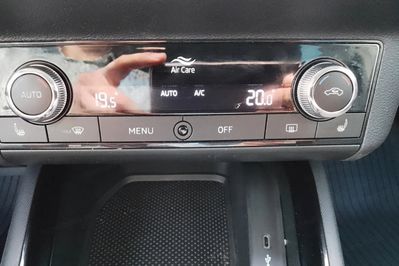 Air Care
AUTO
19.5
AUTO A/C
20.0
MENU
OFF